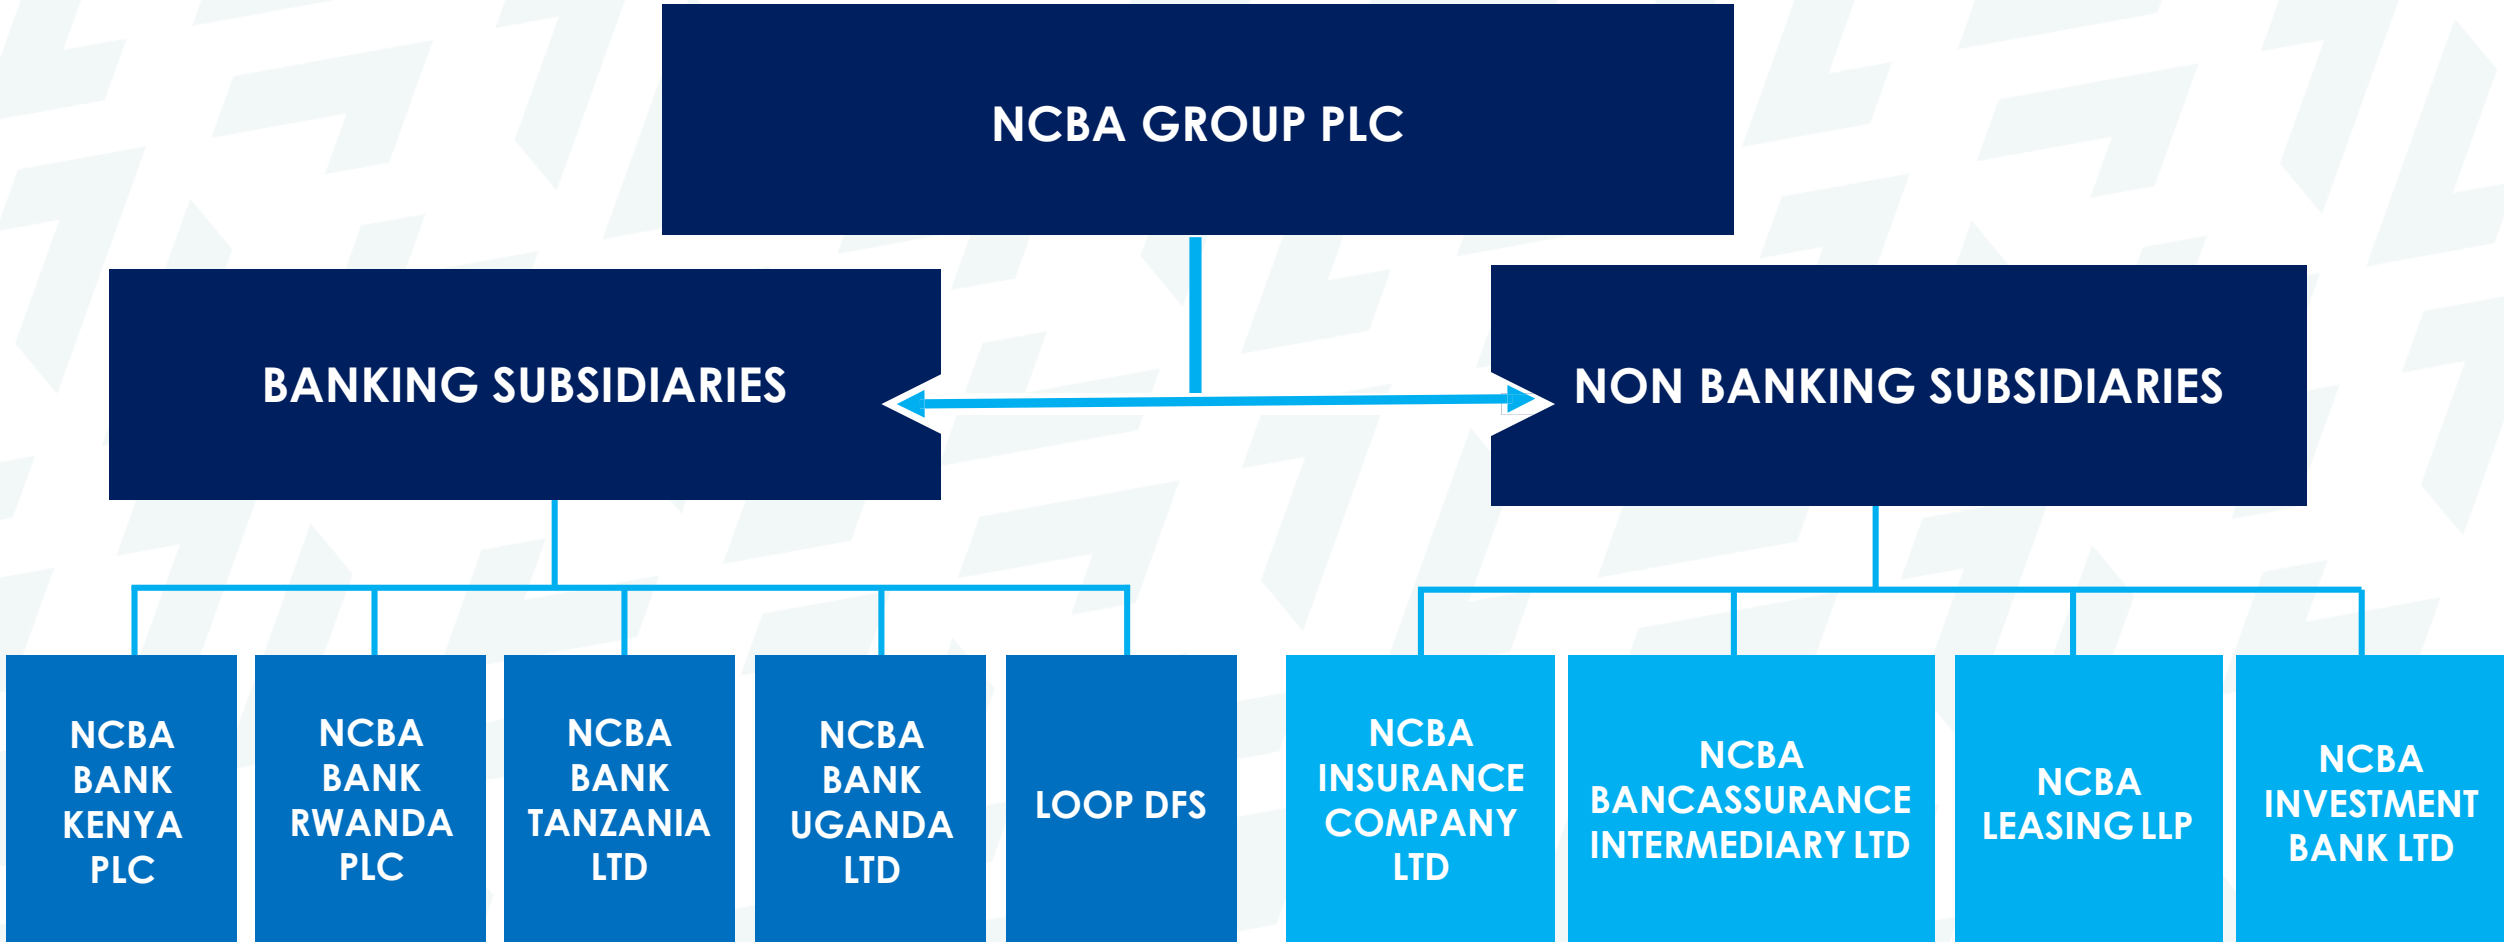 NCBA GROUP PLC
BANKING SUBSIDIARIES
NON BANKING SUBSIDIARIES
NCBA
BANK
KENYA
PLC
NCBA
BANK
RWANDA
PLC
NCBA
BANK
TANZANIA
LTD
NCBA
BANK
UGANDA
LTD
LOOP DFS
NCBA
INSURANCE
COMPANY
LTD
NCBA
BANCASSURANCE
INTERMEDIARY LTD
NCBA
LEASING LLP
NCBA
INVESTMENT
BANK LTD